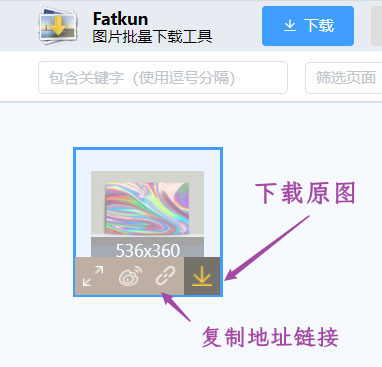 Fatkun
图片批量下载工具
下载
包含关键字（使用逗号分隔）
筛选页面
下载原图
536x360
复制地址链接